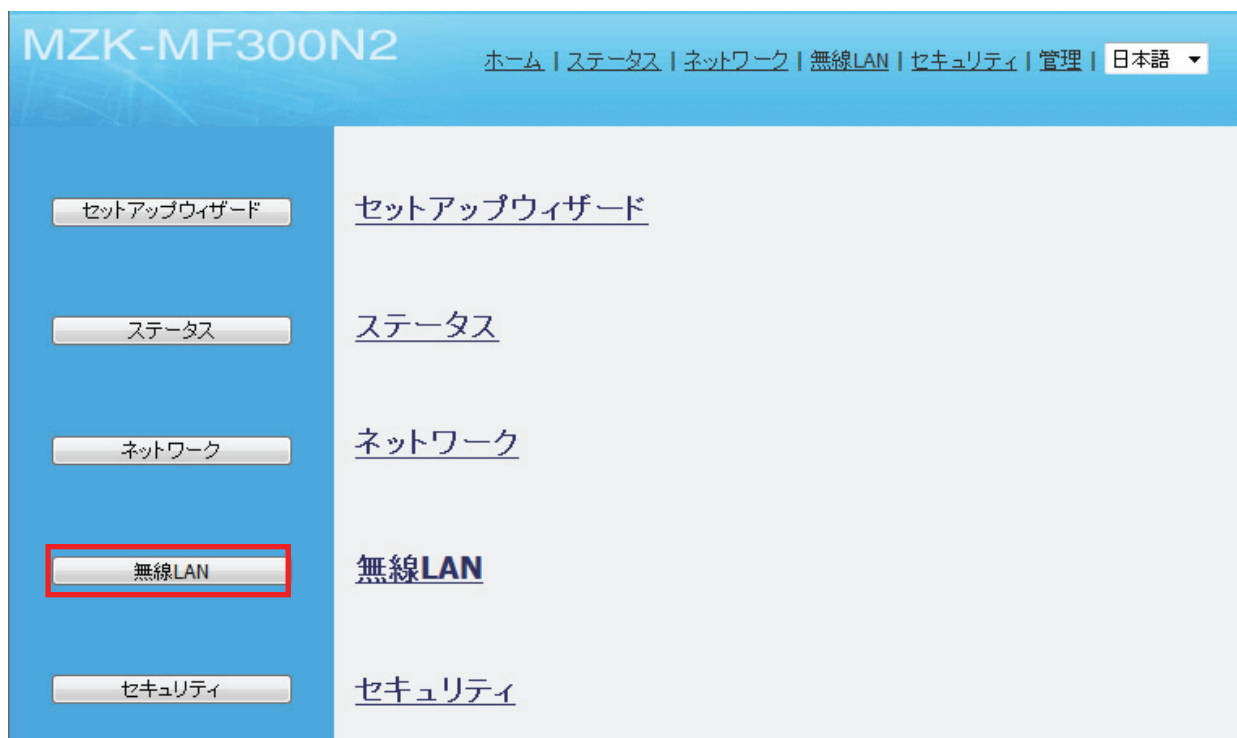 MZK-MF300N2
ホーム | ステータス | ネットワーク | 無線LAN | セキュリティ | 管理 | 日本語
セットアップウィザード
セットアップウィザード
ステータス
ステータス
ネットワーク
ネットワーク
無線LAN
無線LAN
セキュリティ
セキュリティ